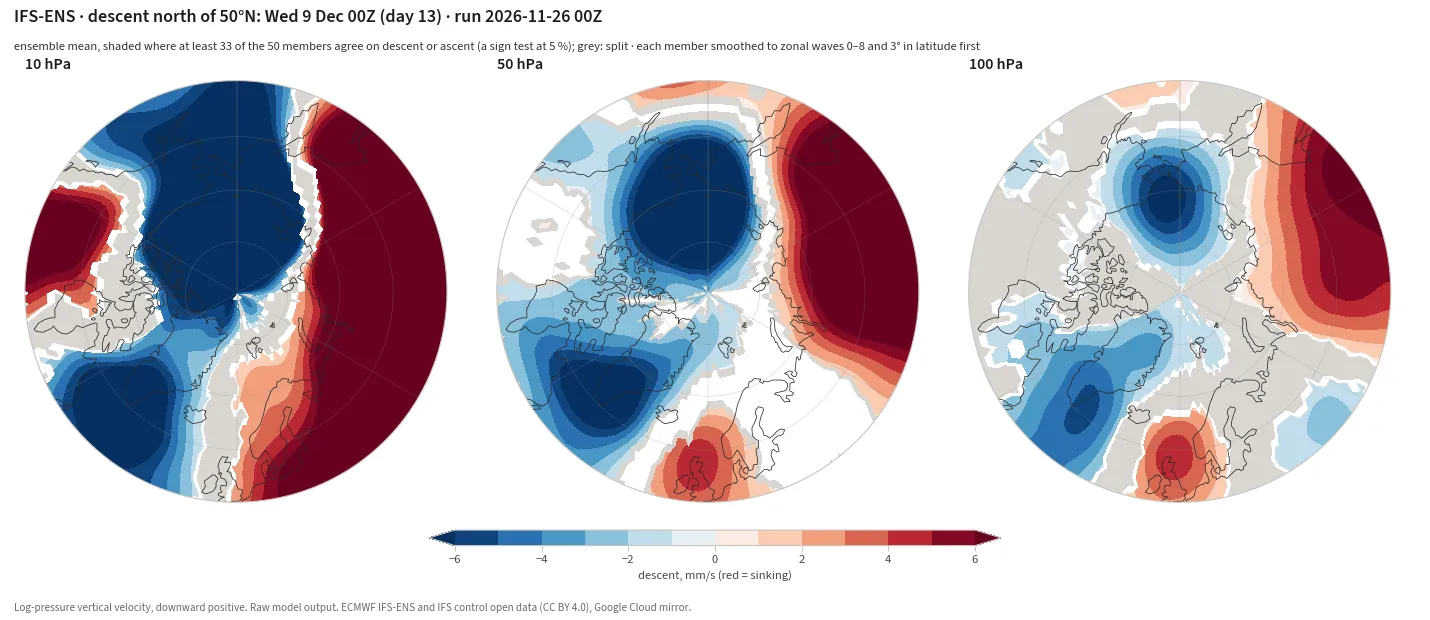 IFS-ENS · descent north of 50°N: Wed 9 Dec 00Z (day 13) · run 2026-11-26 00Z
ensemble mean, shaded where at least 33 of the 50 members agree on descent or ascent (a sign test at 5 %); grey: split · each member smoothed to zonal waves 0–8 and 3° in latitude first
10 hPa
50 hPa
100 hPa
−6 −4 −2 0 2 4 6
descent, mm/s (red = sinking)
Log-pressure vertical velocity, downward positive. Raw model output. ECMWF IFS-ENS and IFS control open data (CC BY 4.0), Google Cloud mirror.